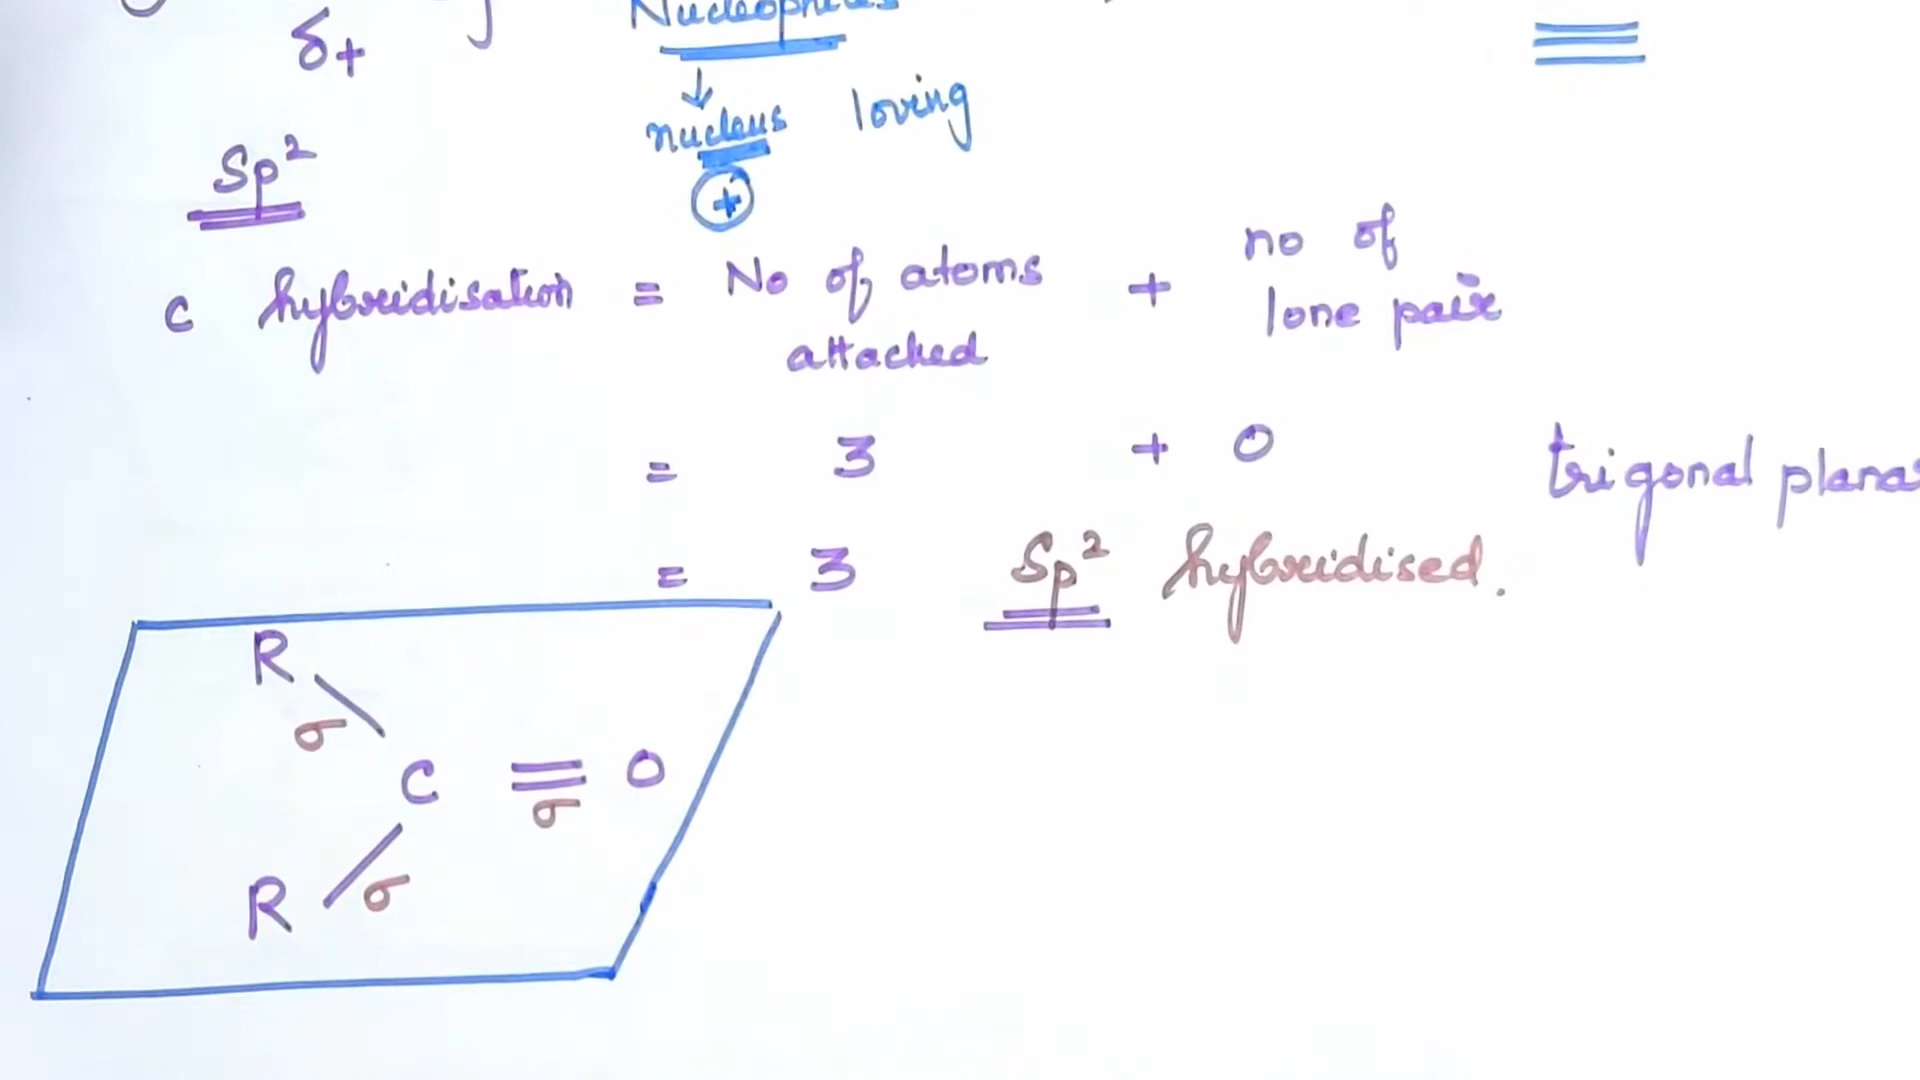 δ+
Nucleophiles
↓
nucleus loving
+
Sp²
C hybridisation = No of atoms attached + no of lone pair
= 3 + 0
trigonal planar
= 3 Sp² hybridised.
R
σ
C = O
σ
R σ